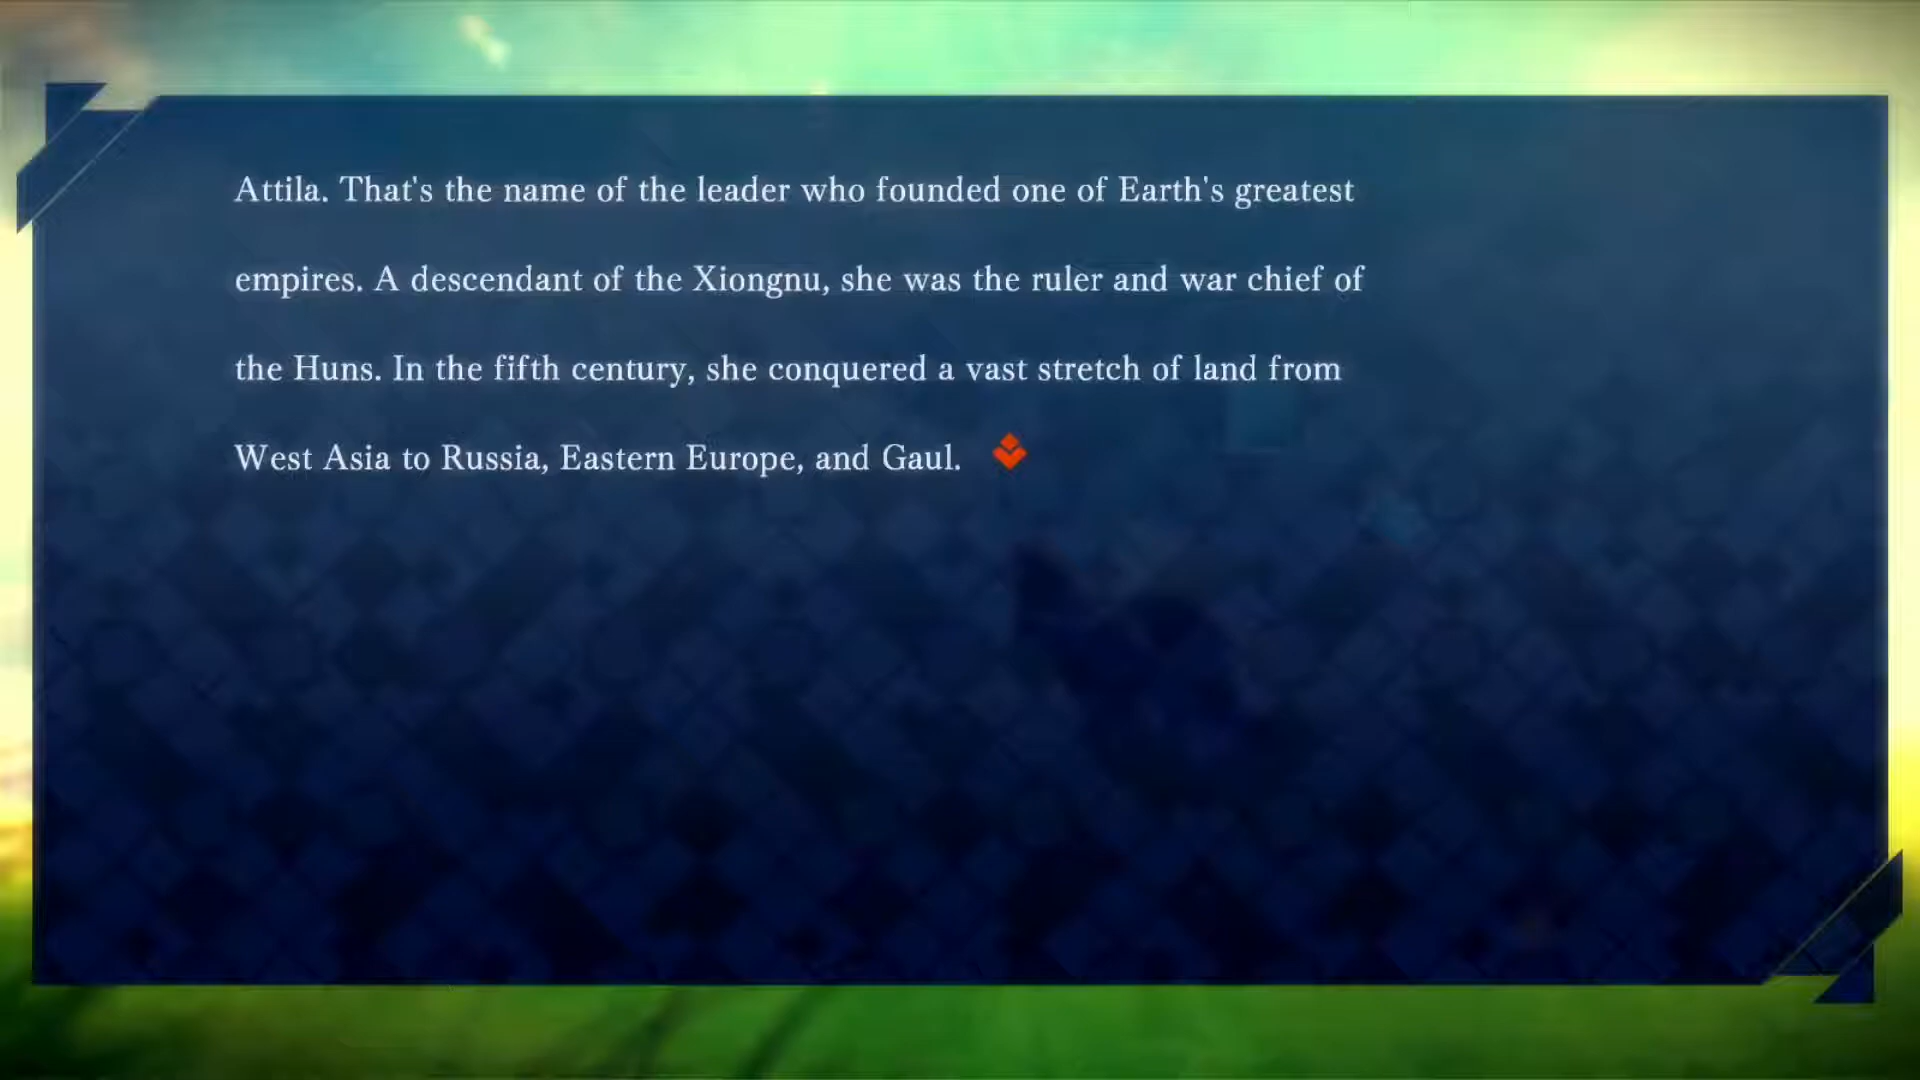 Attila. That's the name of the leader who founded one of Earth's greatest
empires. A descendant of the Xiongnu, she was the ruler and war chief of
the Huns. In the fifth century, she conquered a vast stretch of land from
West Asia to Russia, Eastern Europe, and Gaul.